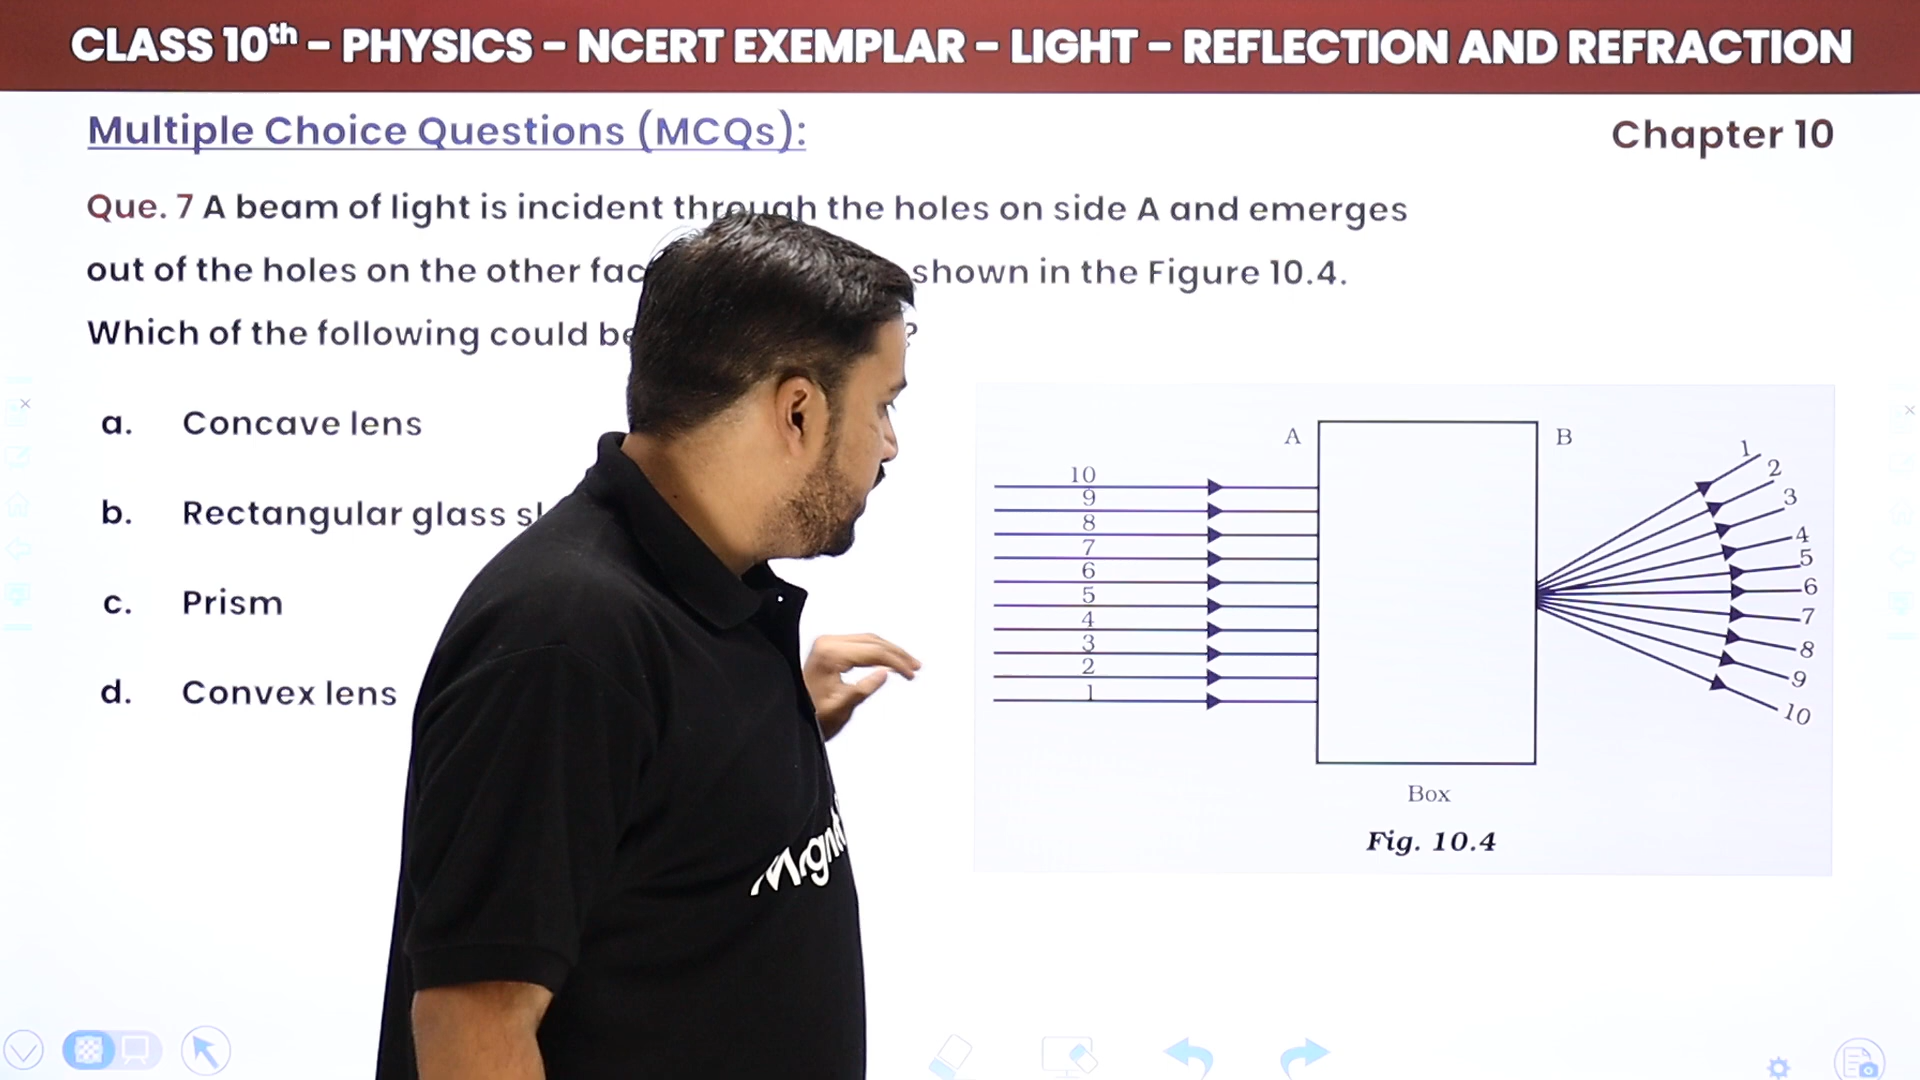 CLASS 10th – PHYSICS – NCERT EXEMPLAR – LIGHT – REFLECTION AND REFRACTION
Multiple Choice Questions (MCQs):
Chapter 10
Que. 7 A beam of light is incident through the holes on side A and emerges
out of the holes on the other shown in the Figure 10.4.
Which of the following could ?
a. Concave lens
b. Rectangular glass
c. Prism
d. Convex lens
A
B
10
9
8
7
6
5
4
3
2
1
1
2
3
4
5
6
7
8
9
10
Box
Fig. 10.4